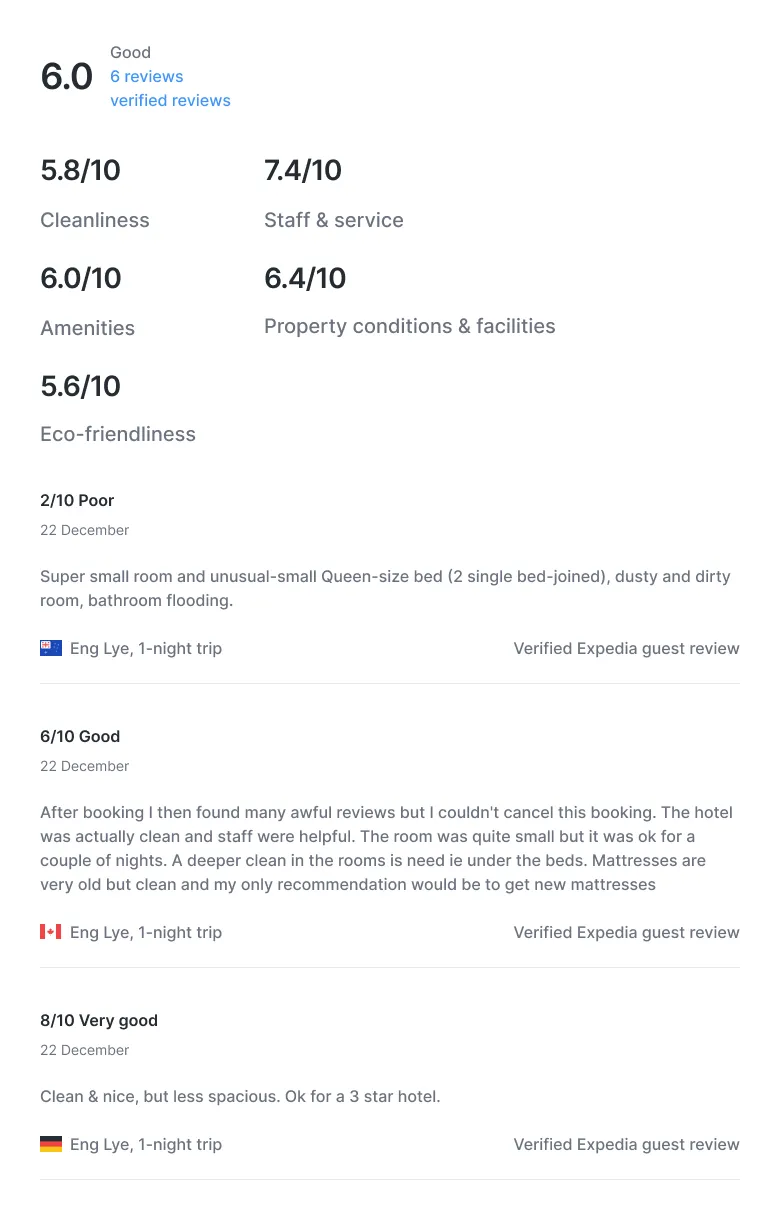 6.0
Good
6 reviews
verified reviews
5.8/10
Cleanliness
7.4/10
Staff & service
6.0/10
Amenities
6.4/10
Property conditions & facilities
5.6/10
Eco-friendliness
2/10 Poor
22 December
Super small room and unusual-small Queen-size bed (2 single bed-joined), dusty and dirty
room, bathroom flooding.
Eng Lye, 1-night trip
Verified Expedia guest review
6/10 Good
22 December
After booking I then found many awful reviews but I couldn't cancel this booking. The hotel
was actually clean and staff were helpful. The room was quite small but it was ok for a
couple of nights. A deeper clean in the rooms is need ie under the beds. Mattresses are
very old but clean and my only recommendation would be to get new mattresses
Eng Lye, 1-night trip
Verified Expedia guest review
8/10 Very good
22 December
Clean & nice, but less spacious. Ok for a 3 star hotel.
Eng Lye, 1-night trip
Verified Expedia guest review